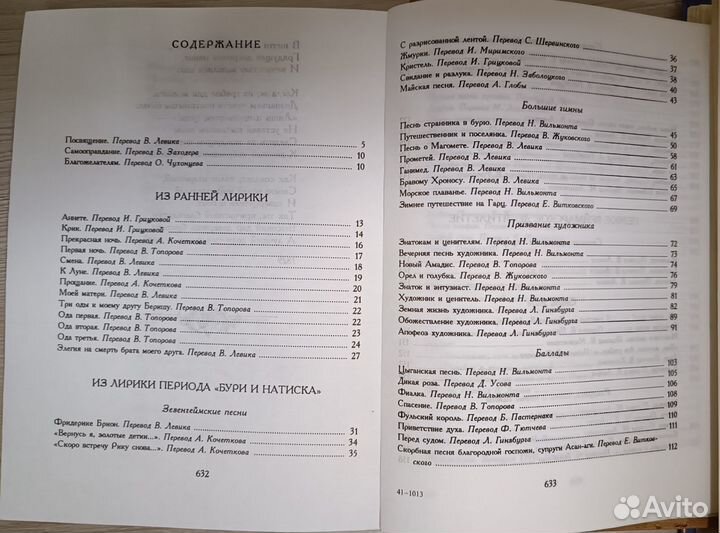 СОДЕРЖАНИЕ
Посвящение. Перевод В. Левика 5
Самооправдание. Перевод Б. Заходера 10
Благожелателям. Перевод О. Чухонцева 10
ИЗ РАННЕЙ ЛИРИКИ
Аннете. Перевод И. Грицковой 13
Крик. Перевод И. Грицковой 14
Прекрасная ночь. Перевод А. Кочеткова 16
Первая ночь. Перевод В. Топорова 17
Смена. Перевод В. Левика 18
К Луне. Перевод В. Левика 19
Прощание. Перевод А. Кочеткова 20
Моей матери. Перевод В. Левика 21
Три оды к моему другу Беришу. Перевод В. Топорова 22
Ода первая. Перевод В. Топорова 22
Ода вторая. Перевод В. Топорова 23
Ода третья. Перевод В. Топорова 24
Элегия на смерть брата моего друга. Перевод В. Левика 27
ИЗ ЛИРИКИ ПЕРИОДА «БУРИ И НАТИСКА»
Зезенгеймские песни
Фридерике Брион. Перевод В. Левика 31
«Вернусь я, золотые детки...» Перевод А. Кочеткова 34
«Скоро встречу Рику снова...» Перевод А. Кочеткова 35
632
С разрисованной лентой. Перевод С. Шервинского 36
Жмурки. Перевод И. Миримского 37
Кристель. Перевод И. Грицковой 38
Свидание и разлука. Перевод Н. Заболоцкого 40
Майская песня. Перевод А. Глобы 43
Большие гимны
Песнь странника в бурю. Перевод Н. Вильмонта 45
Путешественник и поселянка. Перевод В. Жуковского 50
Песнь о Магомете. Перевод В. Левика 58
Прометей. Перевод В. Левика 61
Ганимед. Перевод В. Левика 63
Бравому Хроносу. Перевод В. Левика 65
Морское плаванье. Перевод Н. Вильмонта 67
Зимнее путешествие на Гарц. Перевод Е. Витковского 69
Призвание художника
Знатокам и ценителям. Перевод Н. Вильмонта 72
Вечерняя песнь художника. Перевод Н. Вильмонта 73
Новый Амадис. Перевод В. Топорова 74
Орел и голубка. Перевод В. Жуковского 76
Знаток и энтузиаст. Перевод Н. Вильмонта 79
Художник и ценитель. Перевод Н. Вильмонта 81
Земная жизнь художника. Перевод Л. Гинзбурга 82
Обожествление художника. Перевод Л. Гинзбурга 89
Апофеоз художника. Перевод Л. Гинзбурга 91
Баллады
Цыганская песнь. Перевод Н. Вильмонта 103
Дикая роза. Перевод Д. Усова 105
Фиалка. Перевод Н. Вильмонта 106
Спасение. Перевод В. Топорова 108
Фульский король. Перевод Б. Пастернака 109
Приветствие духа. Перевод Ф. Тютчева 110
Перед судом. Перевод Л. Гинзбурга 111
Скорбная песня благородной госпожи, супруги Асан-аги. Перевод Е. Витков- 112
ского
633
41—1013
Avito